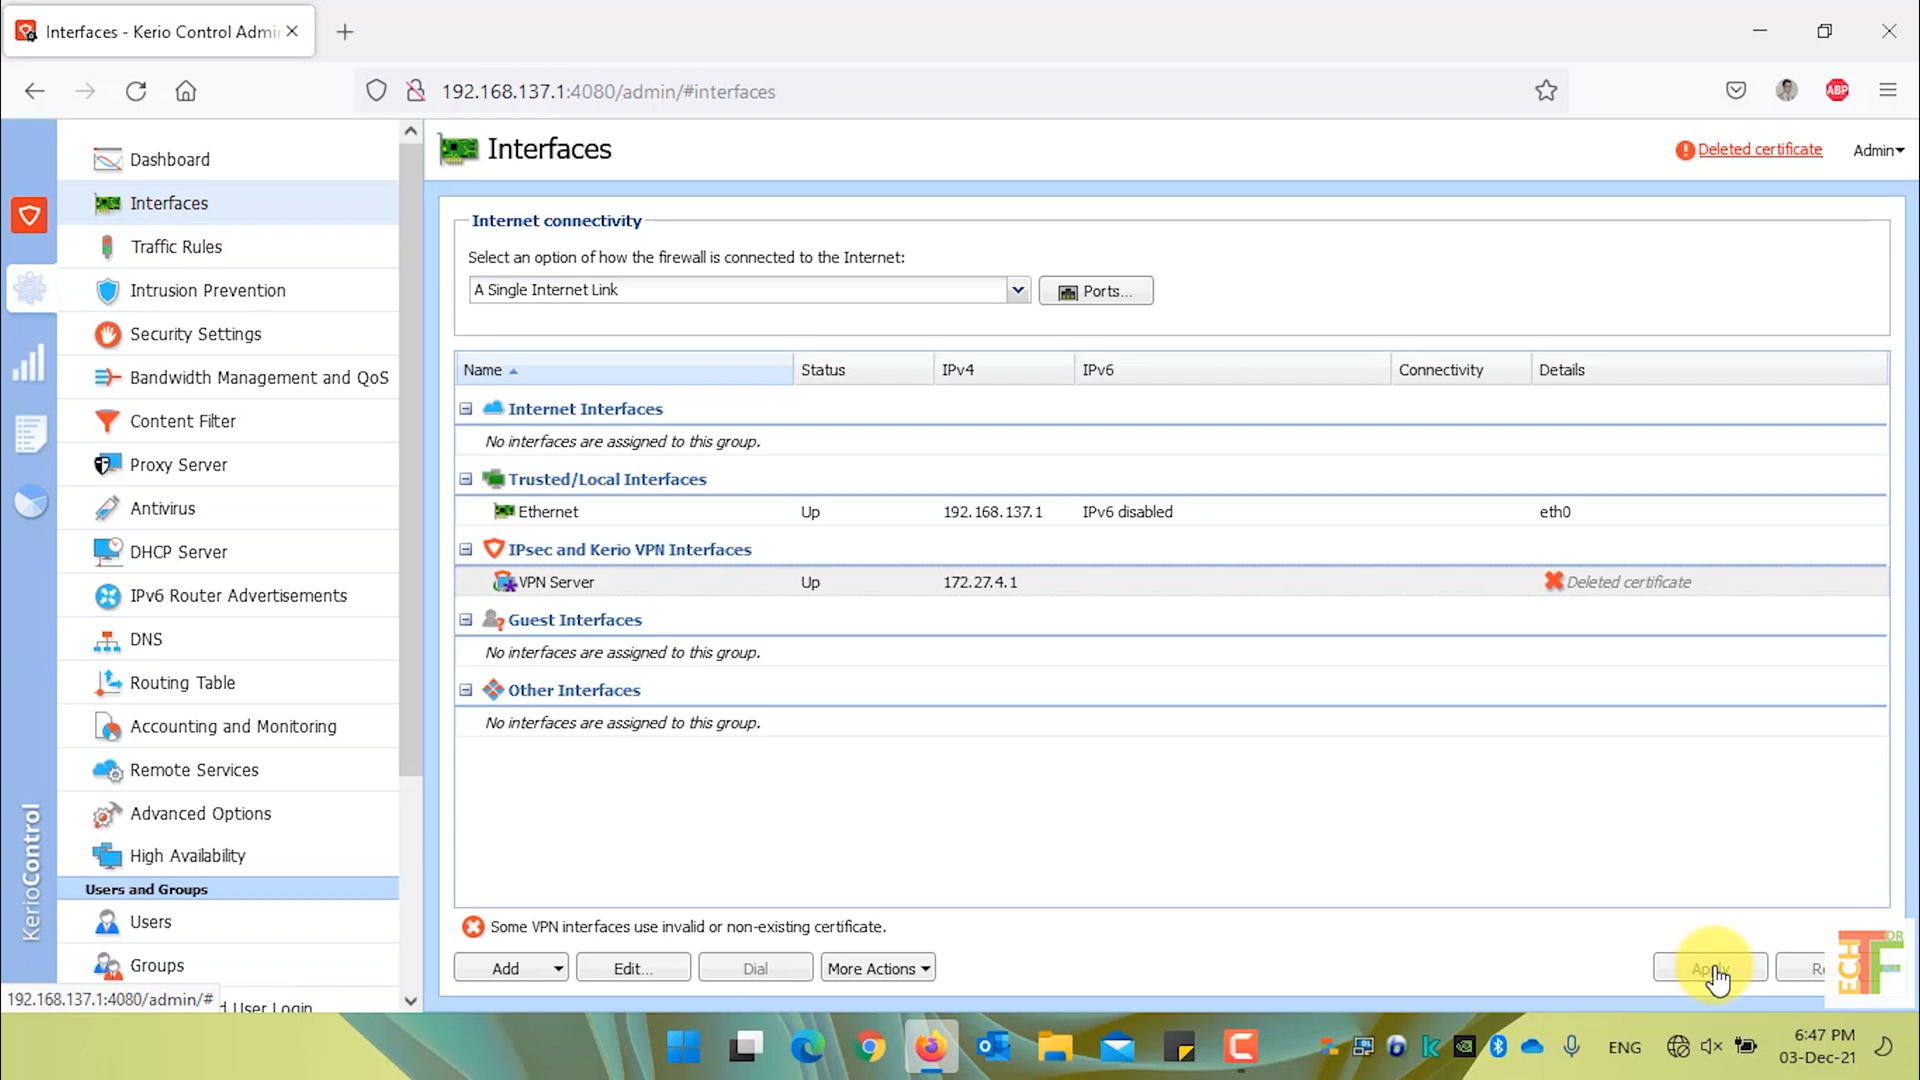 Interfaces - Kerio Control Admi
192.168.137.1:4080/admin/#interfaces
ABP
Dashboard
Interfaces
Traffic Rules
Intrusion Prevention
Security Settings
Bandwidth Management and QoS
Content Filter
Proxy Server
Antivirus
DHCP Server
IPv6 Router Advertisements
DNS
Routing Table
Accounting and Monitoring
Remote Services
Advanced Options
High Availability
Users and Groups
Users
Groups
User Login
KerioControl
192.168.137.1:4080/admin/#
Interfaces
Deleted certificate
Admin
Internet connectivity
Select an option of how the firewall is connected to the Internet:
A Single Internet Link
Ports...
Name Status IPv4 IPv6 Connectivity Details
Internet Interfaces
No interfaces are assigned to this group.
Trusted/Local Interfaces
Ethernet Up 192.168.137.1 IPv6 disabled eth0
IPsec and Kerio VPN Interfaces
VPN Server Up 172.27.4.1 Deleted certificate
Guest Interfaces
No interfaces are assigned to this group.
Other Interfaces
No interfaces are assigned to this group.
Some VPN interfaces use invalid or non-existing certificate.
Add Edit... Dial More Actions Apply
ECH TF OR
ENG
6:47 PM
03-Dec-21